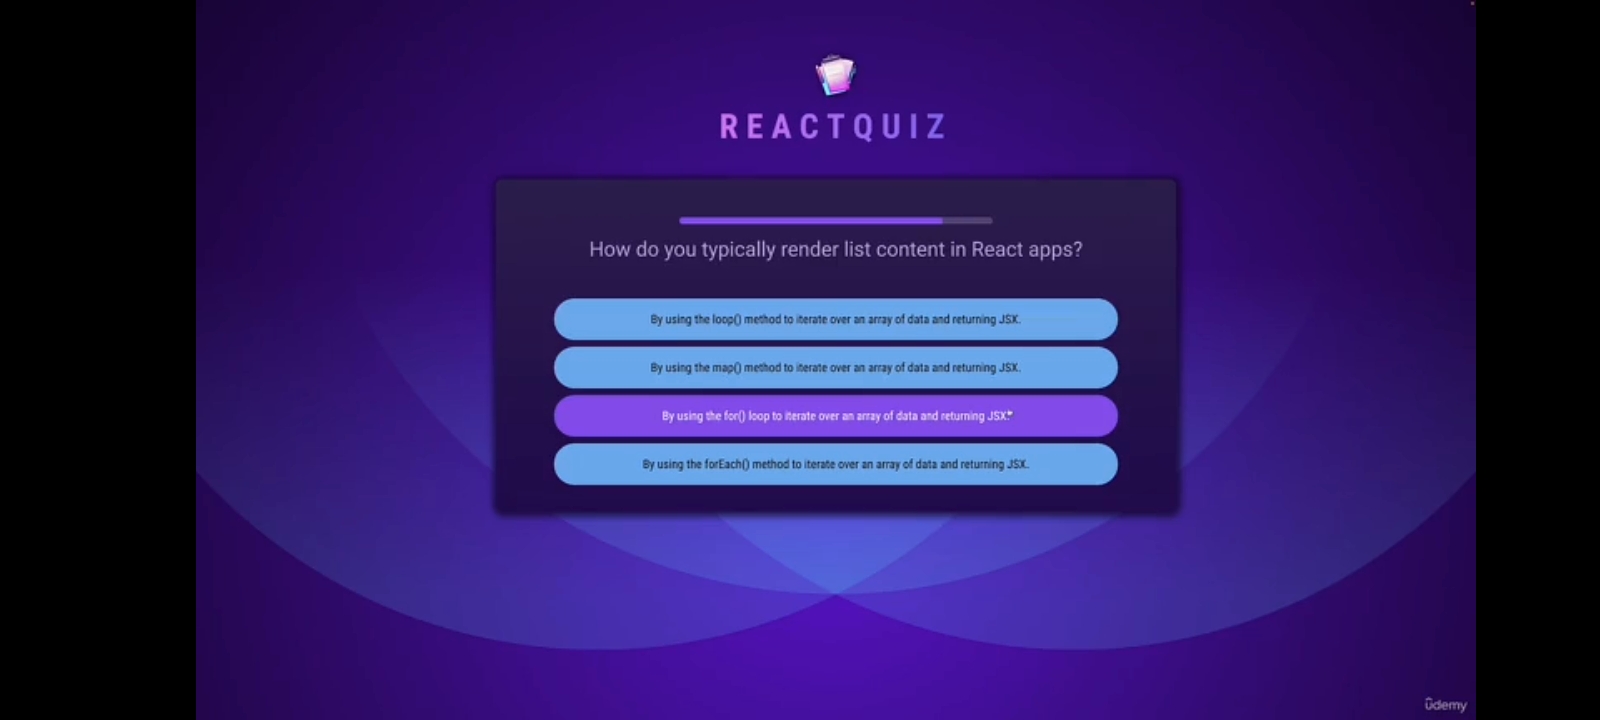 REACTQUIZ
How do you typically render list content in React apps?
By using the loop() method to iterate over an array of data and returning JSX.
By using the map() method to iterate over an array of data and returning JSX.
By using the for() loop to iterate over an array of data and returning JSX.
By using the forEach() method to iterate over an array of data and returning JSX.
ûdemy